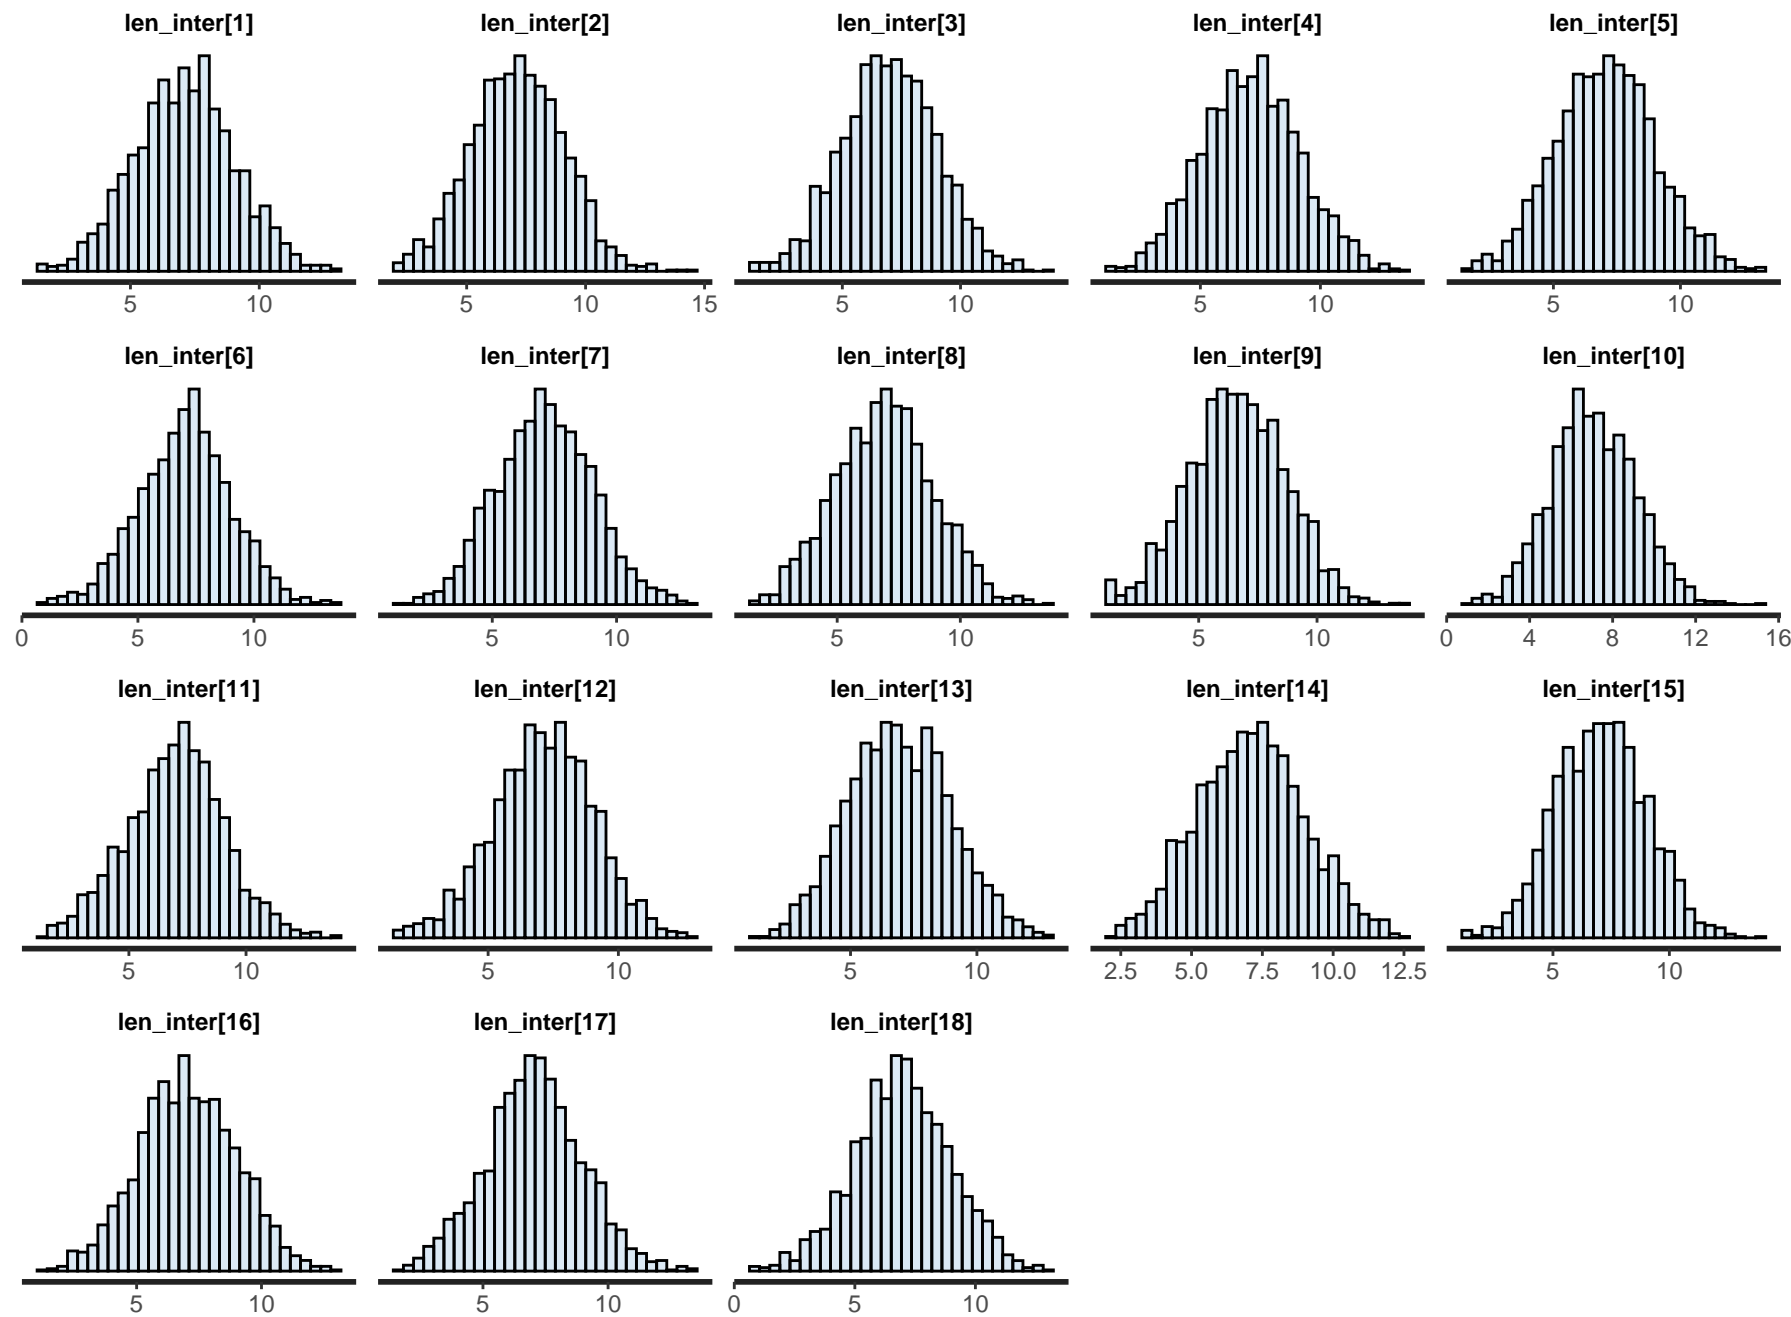 len_inter[1] len_inter[2] len_inter[3] len_inter[4] len_inter[5]
5 10 5 10 15 5 10 5 10 5 10
len_inter[6] len_inter[7] len_inter[8] len_inter[9] len_inter[10]
0 5 10 5 10 5 10 5 10 0 4 8 12 16
len_inter[11] len_inter[12] len_inter[13] len_inter[14] len_inter[15]
5 10 5 10 5 10 2.5 5.0 7.5 10.0 12.5 5 10
len_inter[16] len_inter[17] len_inter[18]
5 10 5 10 0 5 10